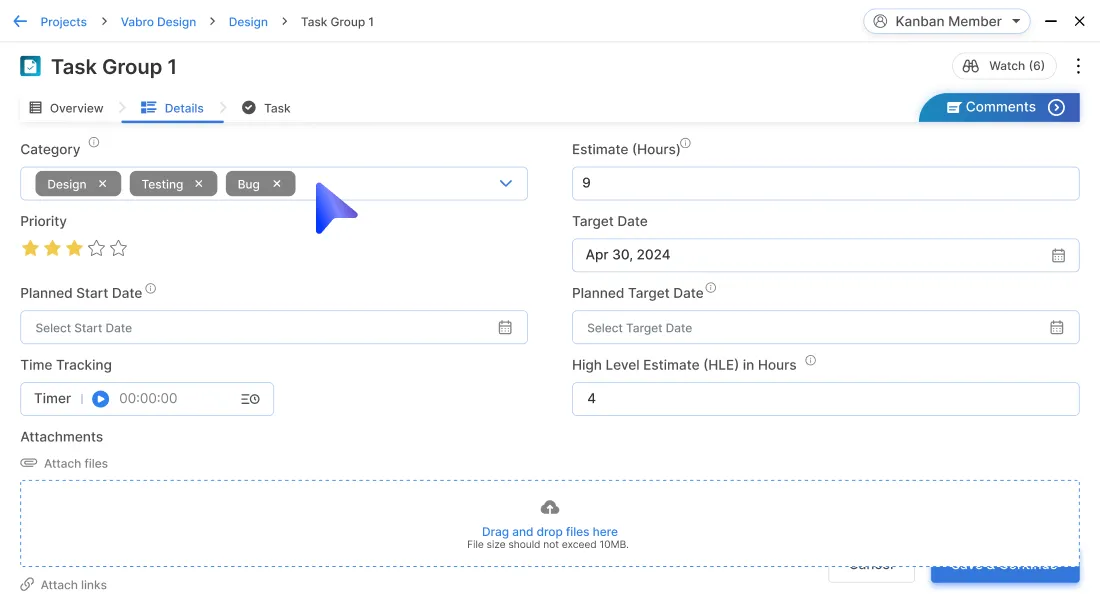 Projects > Vabro Design > Design > Task Group 1
Kanban Member
Task Group 1
Watch (6)
Overview
Details
Task
Comments
Category
Design ×
Testing ×
Bug ×
Estimate (Hours)
9
Priority
Target Date
Apr 30, 2024
Planned Start Date
Select Start Date
Planned Target Date
Select Target Date
Time Tracking
Timer | 00:00:00
High Level Estimate (HLE) in Hours
4
Attachments
Attach files
Drag and drop files here
File size should not exceed 10MB.
Cancel
Save & Continue
Attach links